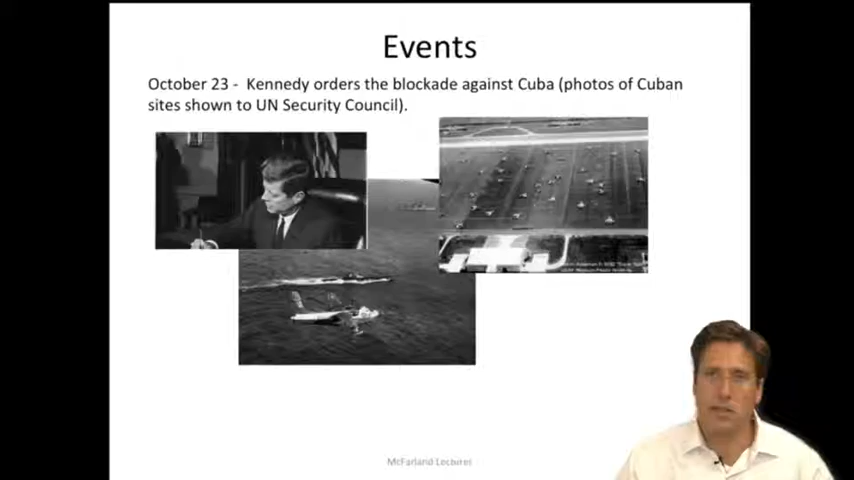 Events
October 23 - Kennedy orders the blockade against Cuba (photos of Cuban
sites shown to UN Security Council).
McFarland Lectures